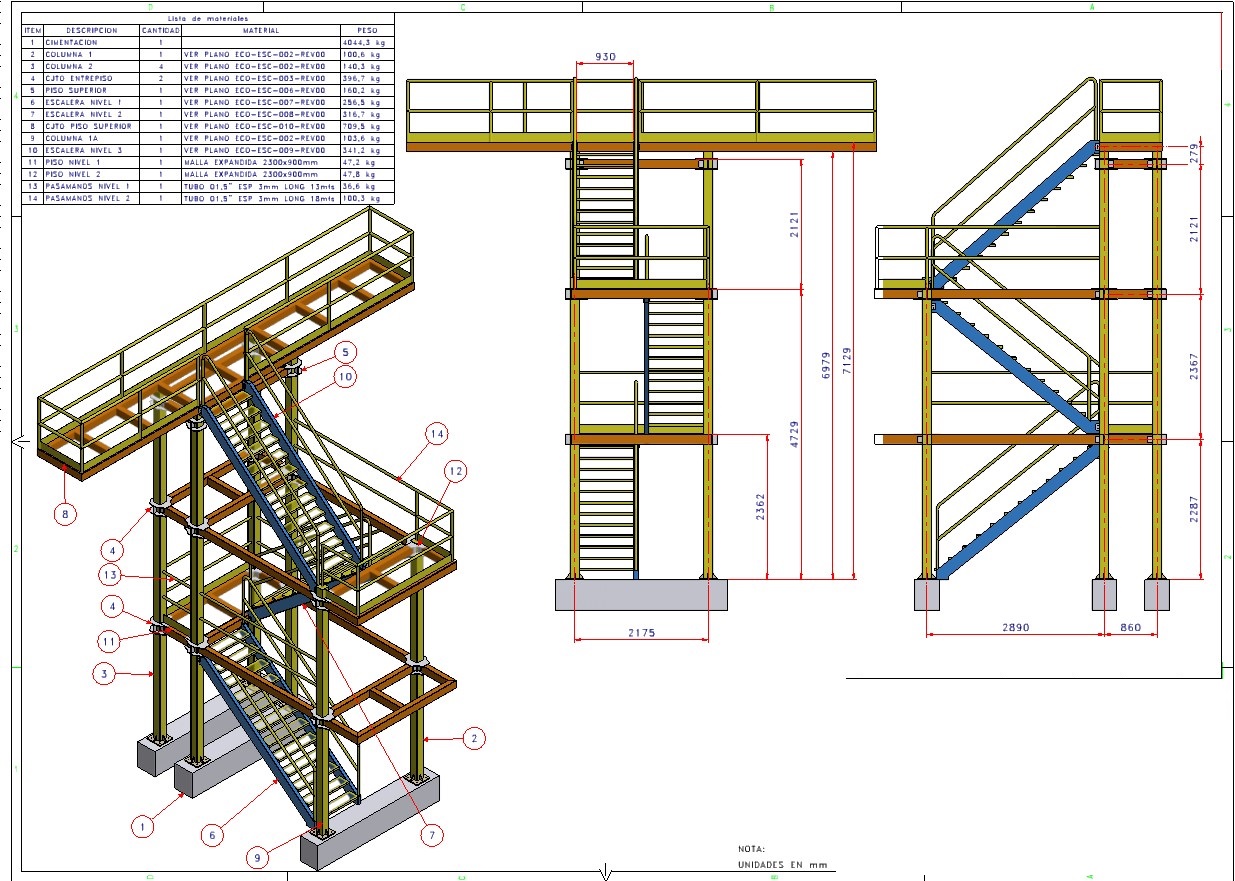 Lista de materiales
ITEM DESCRIPCION CANTIDAD MATERIAL PESO
1 CIMENTACION 1 4044,3 kg
2 COLUMNA 1 1 VER PLANO ECO-ESC-002-REV00 100,6 kg
3 COLUMNA 2 4 VER PLANO ECO-ESC-002-REV00 140,3 kg
4 CJTO ENTREPISO 2 VER PLANO ECO-ESC-003-REV00 396,7 kg
5 PISO SUPERIOR 1 VER PLANO ECO-ESC-006-REV00 160,2 kg
6 ESCALERA NIVEL 1 1 VER PLANO ECO-ESC-007-REV00 256,5 kg
7 ESCALERA NIVEL 2 1 VER PLANO ECO-ESC-008-REV00 316,7 kg
8 CJTO PISO SUPERIOR 1 VER PLANO ECO-ESC-010-REV00 709,5 kg
9 COLUMNA 1A 1 VER PLANO ECO-ESC-002-REV00 103,6 kg
10 ESCALERA NIVEL 3 1 VER PLANO ECO-ESC-009-REV00 341,2 kg
11 PISO NIVEL 1 1 MALLA EXPANDIDA 2300x900mm 47,2 kg
12 PISO NIVEL 2 1 MALLA EXPANDIDA 2300x900mm 47,8 kg
13 PASAMANOS NIVEL 1 1 TUBO O1,5" ESP 3mm LONG 13mts 36,6 kg
14 PASAMANOS NIVEL 2 1 TUBO O1,5" ESP 3mm LONG 18mts 100,3 kg
5
10
14
12
8
4
13
4
11
3
2
1
6
9
7
930
2121
6979
7129
4729
2362
2175
279
2121
2367
2287
2890
860
NOTA:
UNIDADES EN mm